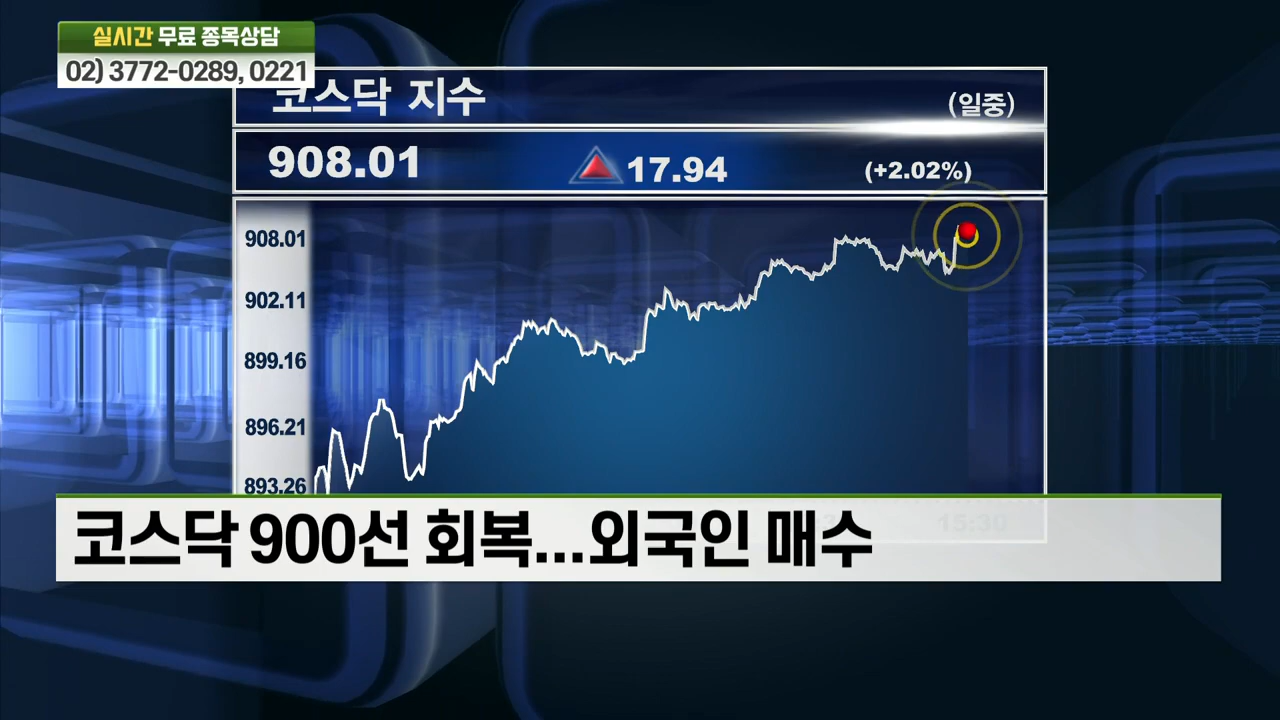 실시간 무료 종목상담
02) 3772-0289, 0221
코스닥 지수
(일중)
908.01
17.94
(+2.02%)
908.01
902.11
899.16
896.21
893.26
15:30
코스닥 900선 회복...외국인 매수